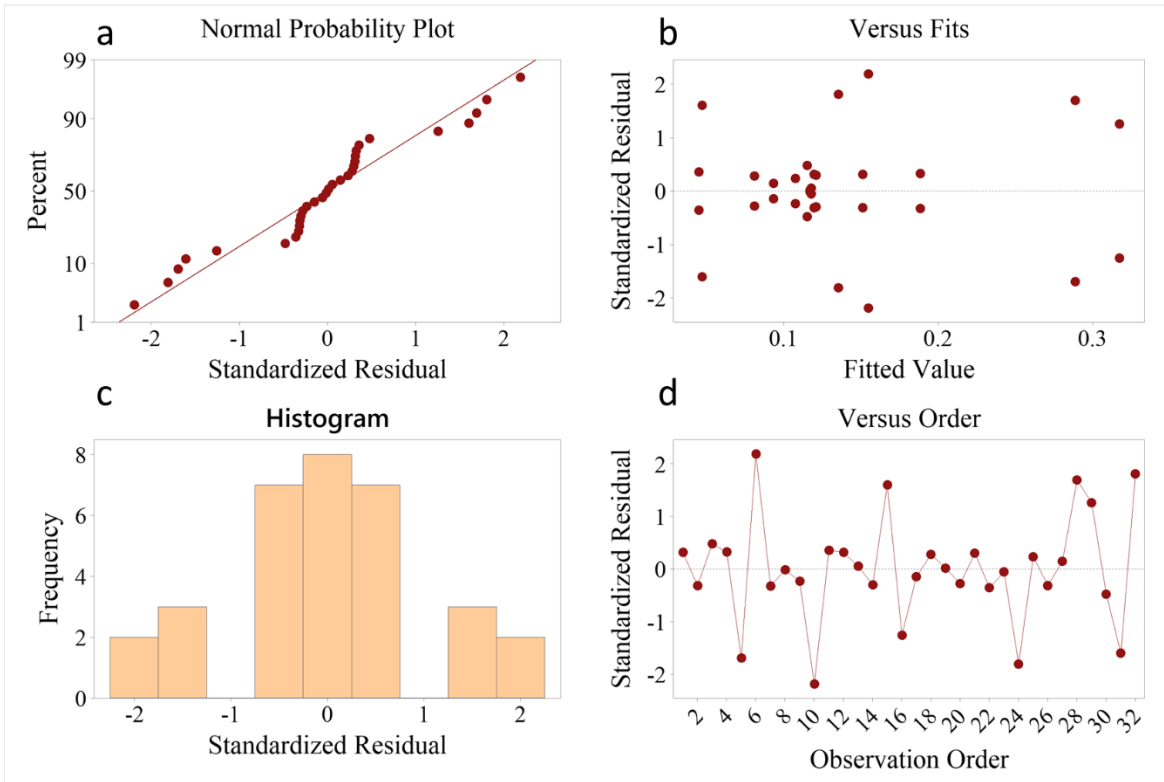 a
Normal Probability Plot
99
90
50
10
1
Percent
-2 -1 0 1 2
Standardized Residual
b
Versus Fits
2
1
0
-1
-2
Standardized Residual
0.1 0.2 0.3
Fitted Value
c
Histogram
8
6
4
2
0
Frequency
-2 -1 0 1 2
Standardized Residual
d
Versus Order
2
1
0
-1
-2
Standardized Residual
2 4 6 8 10 12 14 16 18 20 22 24 26 28 30 32
Observation Order